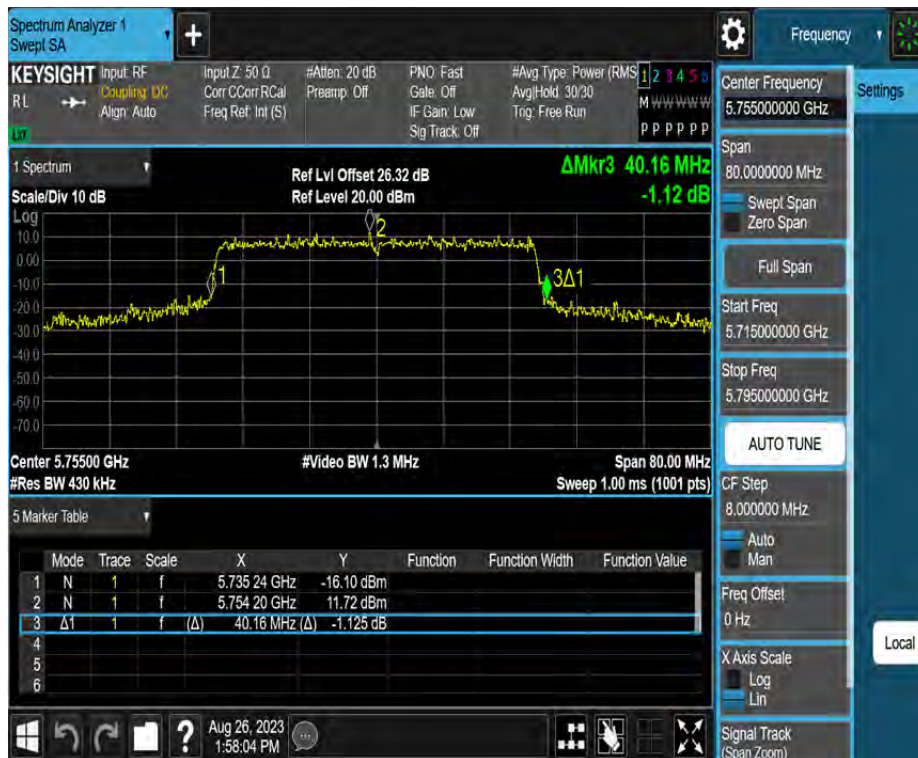 Spectrum Analyzer 1
Swept SA
+
Frequency
Settings
KEYSIGHT Input: RF Input Z: 50 Ω #Atten: 20 dB PNO: Fast #Avg Type: Power (RMS 1 2 3 4 5 6
RL Coupling: DC Corr CCorr RCal Preamp: Off Gate: Off Avg|Hold: 30/30 M W W W W W
Align: Auto Freq Ref: Int (S) IF Gain: Low Trig: Free Run P P P P P P
LXI Sig Track: Off
1 Spectrum
Ref Lvl Offset 26.32 dB ΔMkr3 40.16 MHz
Scale/Div 10 dB Ref Level 20.00 dBm -1.12 dB
Log
10.0
0.00
-10.0
-20.0
-30.0
-40.0
-50.0
-60.0
-70.0
1
2
3Δ1
Center 5.75500 GHz #Video BW 1.3 MHz Span 80.00 MHz
#Res BW 430 kHz Sweep 1.00 ms (1001 pts)
5 Marker Table
Mode Trace Scale X Y Function Function Width Function Value
1 N 1 f 5.735 24 GHz -16.10 dBm
2 N 1 f 5.754 20 GHz 11.72 dBm
3 Δ1 1 f (Δ) 40.16 MHz (Δ) -1.125 dB
4
5
6
Center Frequency
5.755000000 GHz
Span
80.0000000 MHz
Swept Span
Zero Span
Full Span
Start Freq
5.715000000 GHz
Stop Freq
5.795000000 GHz
AUTO TUNE
CF Step
8.000000 MHz
Auto
Man
Freq Offset
0 Hz
X Axis Scale
Log
Lin
Signal Track
(Span Zoom)
Local
?
Aug 26, 2023
1:58:04 PM